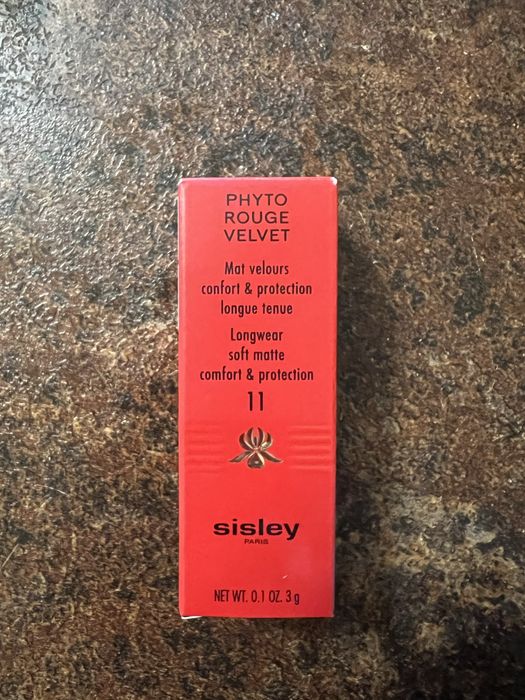 PHYTO
ROUGE
VELVET
Mat velours
confort & protection
longue tenue
Longwear
soft matte
comfort & protection
11
sisley
PARIS
NET WT. 0.1 OZ. 3 g